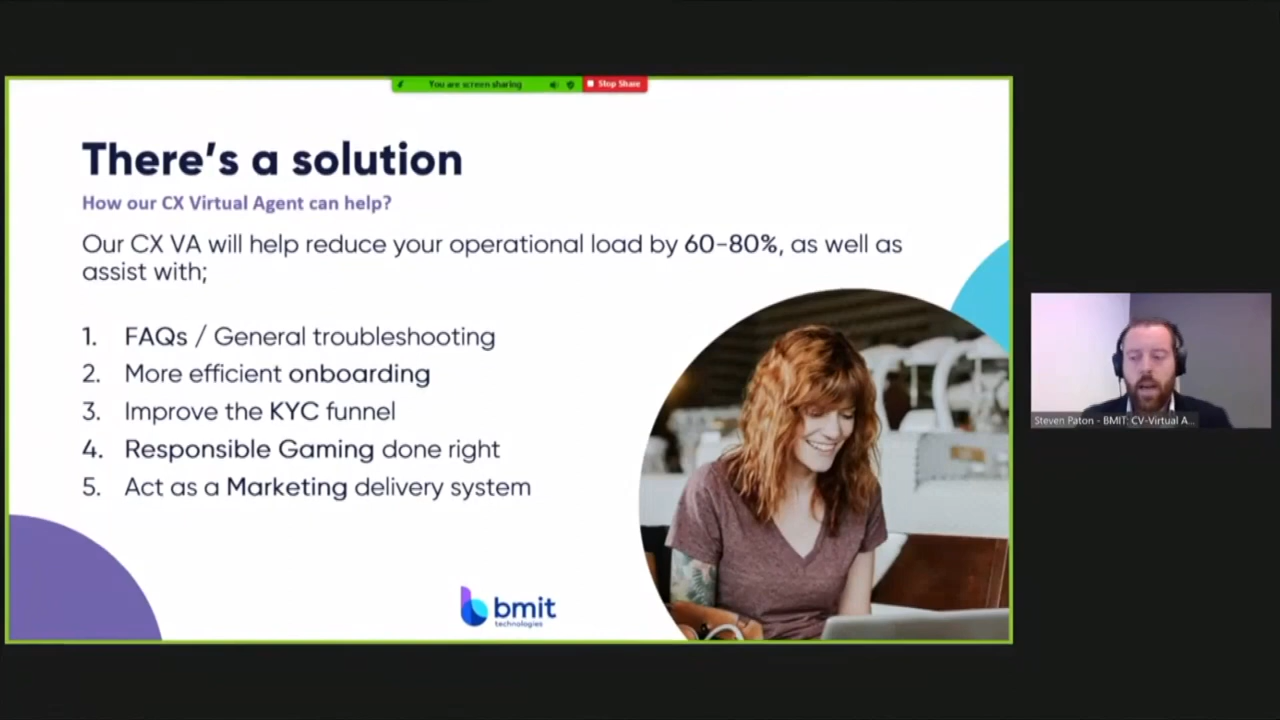 You are screen sharing
Stop Share
There's a solution
How our CX Virtual Agent can help?
Our CX VA will help reduce your operational load by 60-80%, as well as
assist with;
1. FAQs / General troubleshooting
2. More efficient onboarding
3. Improve the KYC funnel
4. Responsible Gaming done right
5. Act as a Marketing delivery system
bmit
technologies
Steven Paton - BMIT: CV-Virtual A...